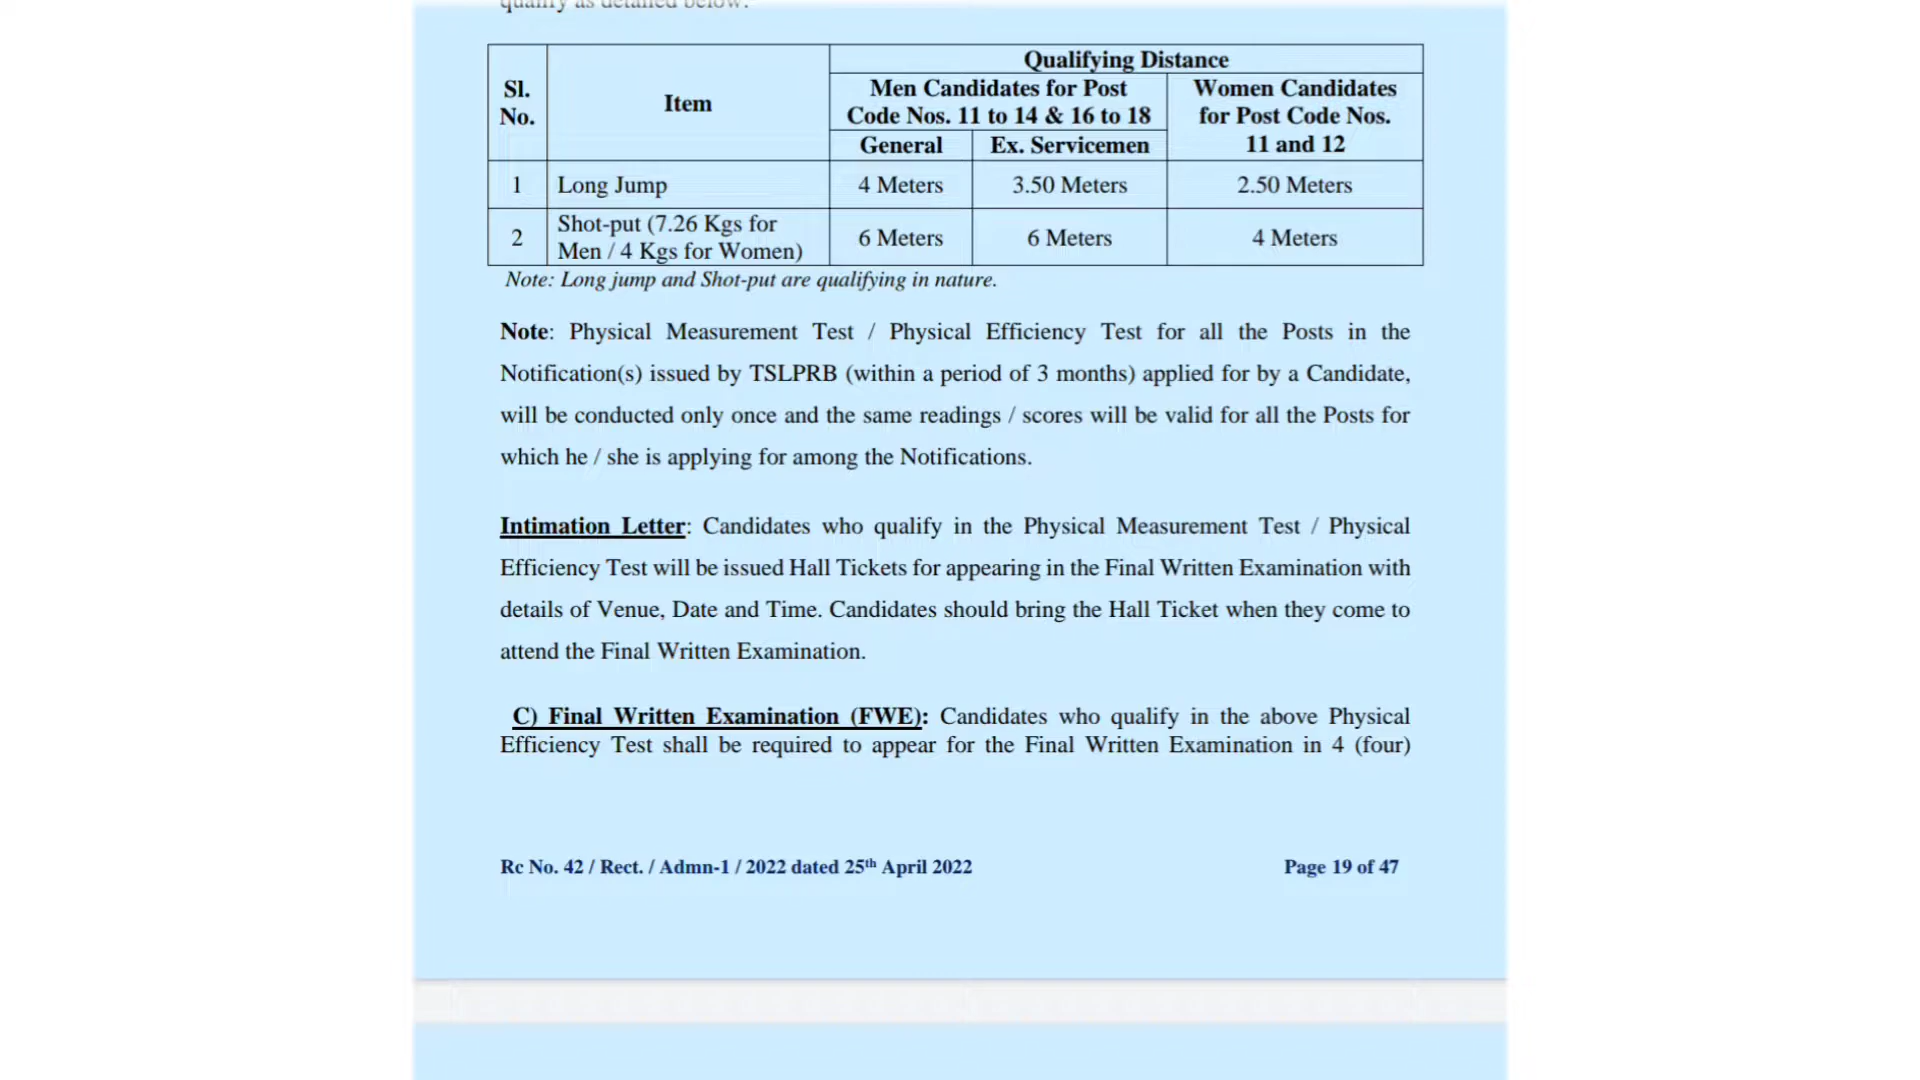 qualify as detailed below:
Sl. No.
Item
Qualifying Distance
Men Candidates for Post Code Nos. 11 to 14 & 16 to 18
Women Candidates for Post Code Nos. 11 and 12
General
Ex. Servicemen
1
Long Jump
4 Meters
3.50 Meters
2.50 Meters
2
Shot-put (7.26 Kgs for
Men / 4 Kgs for Women)
6 Meters
6 Meters
4 Meters
Note: Long jump and Shot-put are qualifying in nature.
Note: Physical Measurement Test / Physical Efficiency Test for all the Posts in the
Notification(s) issued by TSLPRB (within a period of 3 months) applied for by a Candidate,
will be conducted only once and the same readings / scores will be valid for all the Posts for
which he / she is applying for among the Notifications.
Intimation Letter: Candidates who qualify in the Physical Measurement Test / Physical
Efficiency Test will be issued Hall Tickets for appearing in the Final Written Examination with
details of Venue, Date and Time. Candidates should bring the Hall Ticket when they come to
attend the Final Written Examination.
C) Final Written Examination (FWE): Candidates who qualify in the above Physical
Efficiency Test shall be required to appear for the Final Written Examination in 4 (four)
Rc No. 42 / Rect. / Admn-1 / 2022 dated 25th April 2022
Page 19 of 47